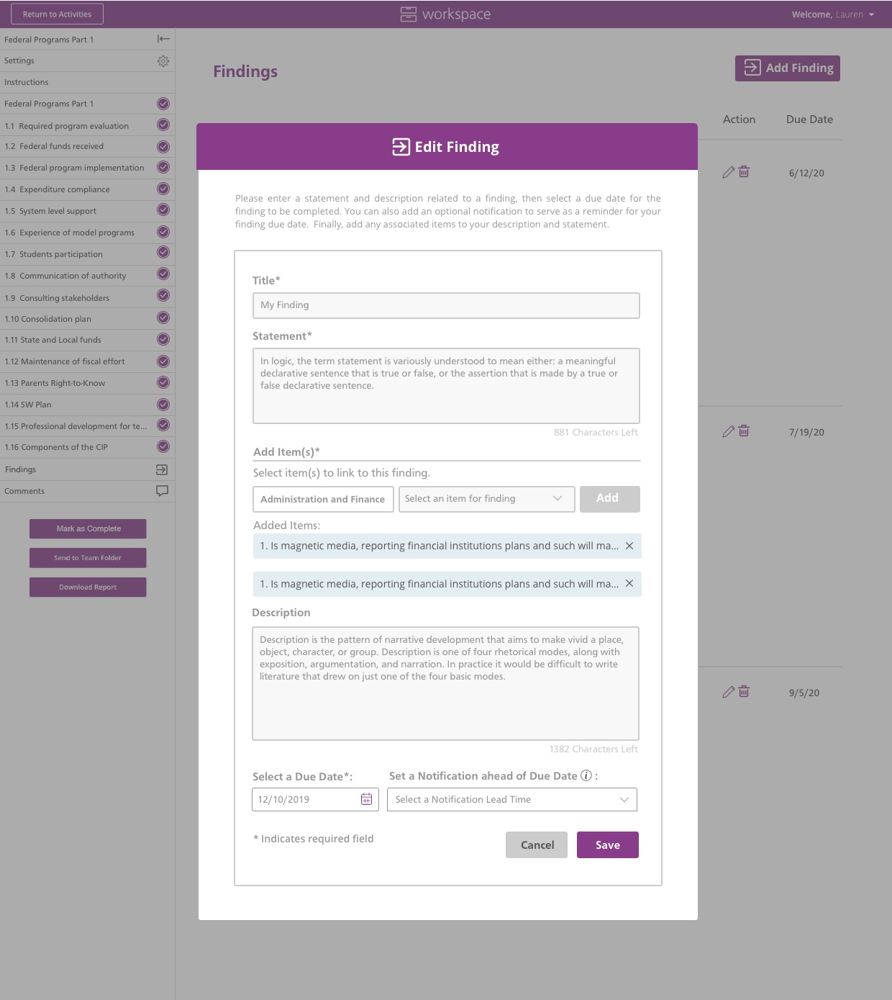 Return to Activities
workspace
Welcome, Lauren
Federal Programs Part 1
Settings
Instructions
Federal Programs Part 1
1.1 Required program evaluation
1.2 Federal funds received
1.3 Federal program implementation
1.4 Expenditure compliance
1.5 System level support
1.6 Experience of model programs
1.7 Students participation
1.8 Communication of authority
1.9 Consulting stakeholders
1.10 Consolidation plan
1.11 State and Local funds
1.12 Maintenance of fiscal effort
1.13 Parents Right-to-Know
1.14 SW Plan
1.15 Professional development for te...
1.16 Components of the CIP
Findings
Comments
Mark as Complete
Send to Team Folder
Download Report
Findings
Add Finding
Action
Due Date
6/12/20
7/19/20
9/5/20
Edit Finding
Please enter a statement and description related to a finding, then select a due date for the
finding to be completed. You can also add an optional notification to serve as a reminder for your
finding due date. Finally, add any associated items to your description and statement.
Title*
My Finding
Statement*
In logic, the term statement is variously understood to mean either: a meaningful
declarative sentence that is true or false, or the assertion that is made by a true or
false declarative sentence.
881 Characters Left
Add Item(s)*
Select item(s) to link to this finding.
Administration and Finance
Select an item for finding
Add
Added Items:
1. Is magnetic media, reporting financial institutions plans and such will ma...
1. Is magnetic media, reporting financial institutions plans and such will ma...
Description
Description is the pattern of narrative development that aims to make vivid a place,
object, character, or group. Description is one of four rhetorical modes, along with
exposition, argumentation, and narration. In practice it would be difficult to write
literature that drew on just one of the four basic modes.
1382 Characters Left
Select a Due Date*:
Set a Notification ahead of Due Date i :
12/10/2019
Select a Notification Lead Time
* Indicates required field
Cancel
Save